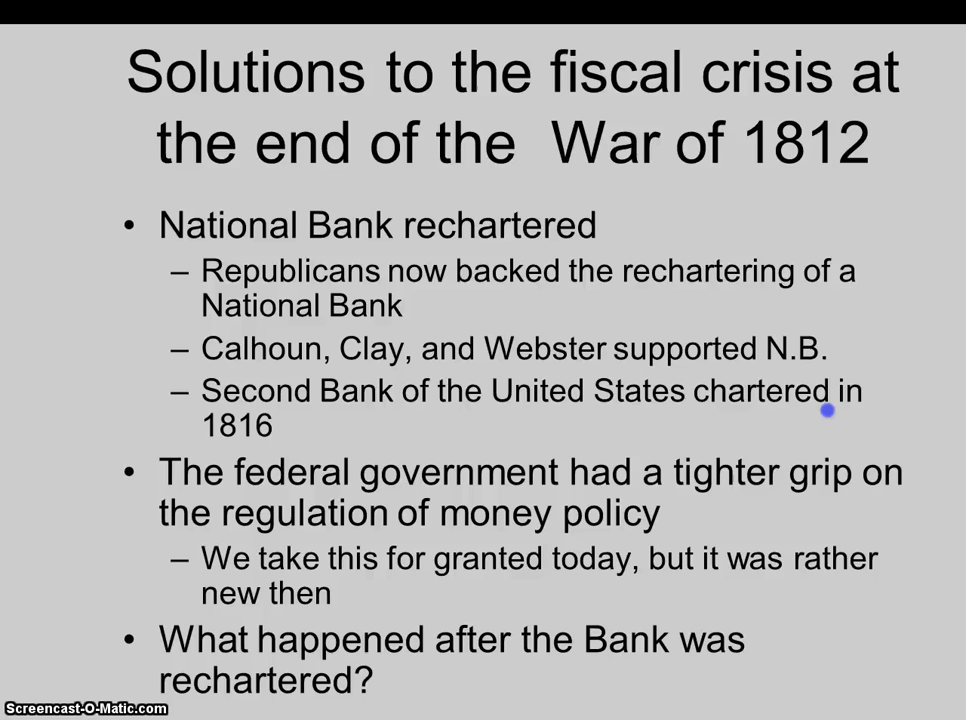 Solutions to the fiscal crisis at
the end of the War of 1812
• National Bank rechartered
– Republicans now backed the rechartering of a
National Bank
– Calhoun, Clay, and Webster supported N.B.
– Second Bank of the United States chartered in
1816
• The federal government had a tighter grip on
the regulation of money policy
– We take this for granted today, but it was rather
new then
• What happened after the Bank was
rechartered?
Screencast-O-Matic.com